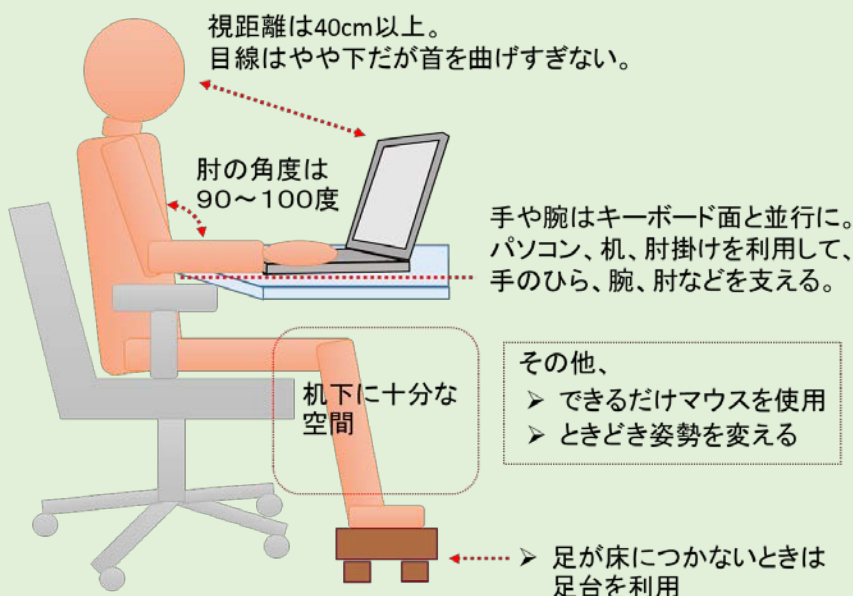 視距離は40cm以上。
目線はやや下だが首を曲げすぎない。
肘の角度は
90～100度
手や腕はキーボード面と並行に。
パソコン、机、肘掛けを利用して、
手のひら、腕、肘などを支える。
机下に十分な
空間
その他、
➢ できるだけマウスを使用
➢ ときどき姿勢を変える
➢ 足が床につかないときは
足台を利用